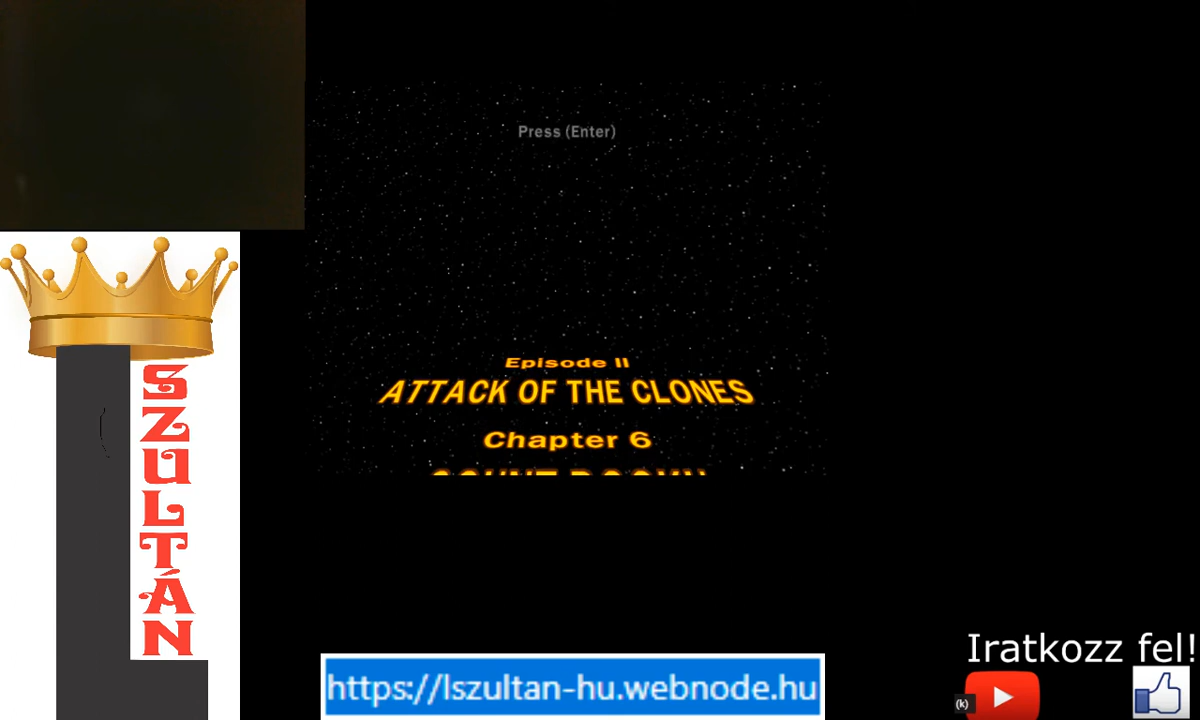 Press (Enter)
Episode II
ATTACK OF THE CLONES
Chapter 6
L
SZULTÁN
https://lszultan-hu.webnode.hu
Iratkozz fel!
(k)